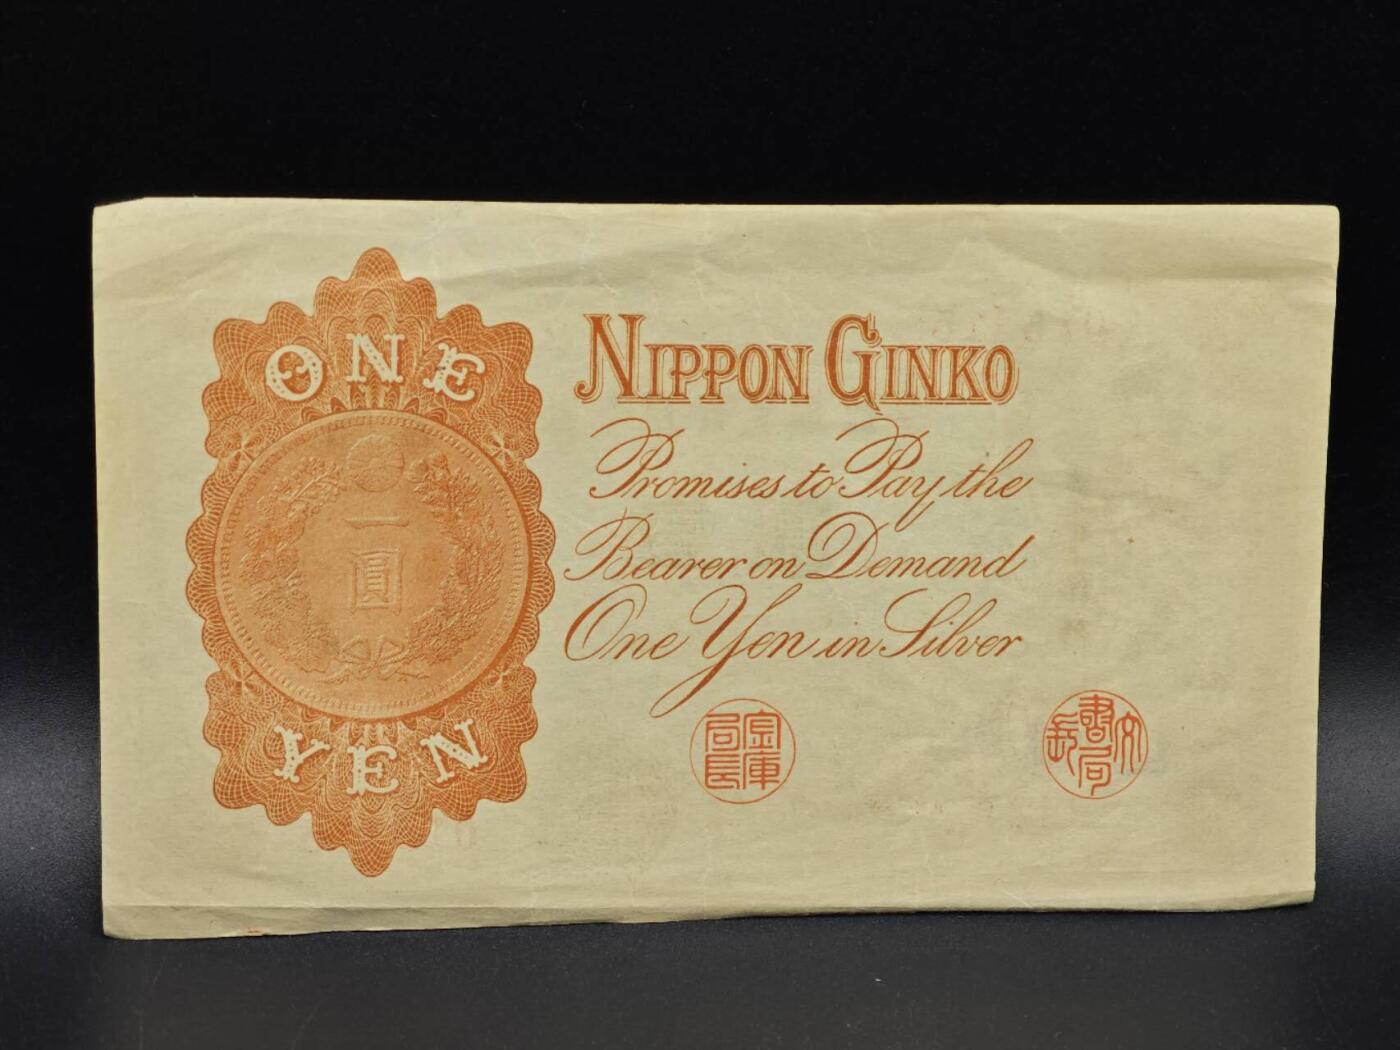 ONE
一圓
YEN
NIPPON GINKO
Promises to Pay the
Bearer on Demand
One Yen in Silver
金庫局長
文書局長